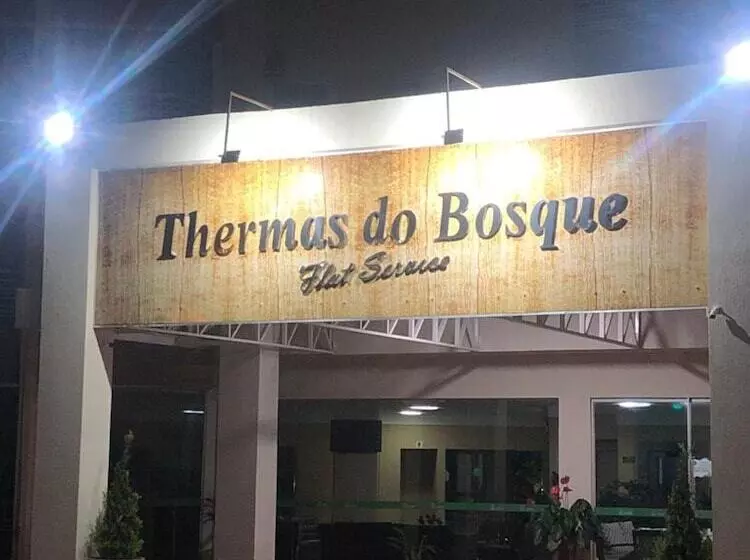 Thermas do Bosque
Flat Service